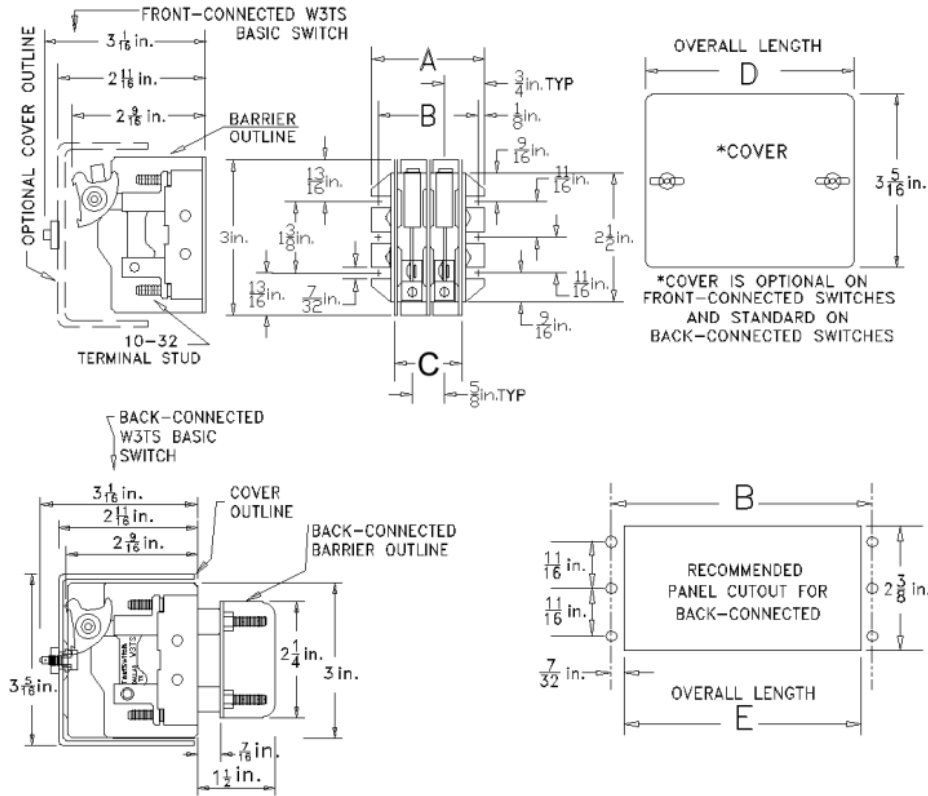 FRONT-CONNECTED W3TS
BASIC SWITCH
3 1/16 in.
2 11/16 in.
2 9/16 in.
OPTIONAL COVER OUTLINE
BARRIER
OUTLINE
10-32
TERMINAL STUD
A
B
3/4 in. TYP
1/8 in.
9/16 in.
11/16 in.
13/16 in.
3 in.
1 3/8 in.
2 1/2 in.
13/16 in.
7/32 in.
11/16 in.
9/16 in.
C
5/8 in. TYP
OVERALL LENGTH
D
*COVER
3 5/16 in.
*COVER IS OPTIONAL ON
FRONT-CONNECTED SWITCHES
AND STANDARD ON
BACK-CONNECTED SWITCHES
BACK-CONNECTED
W3TS BASIC
SWITCH
3 1/16 in.
2 11/16 in.
2 9/16 in.
COVER
OUTLINE
BACK-CONNECTED
BARRIER OUTLINE
3 5/16 in.
2 1/4 in.
3 in.
7/16 in.
1 1/2 in.
B
11/16 in.
11/16 in.
RECOMMENDED
PANEL CUTOUT FOR
BACK-CONNECTED
2 3/8 in.
7/32 in.
OVERALL LENGTH
E